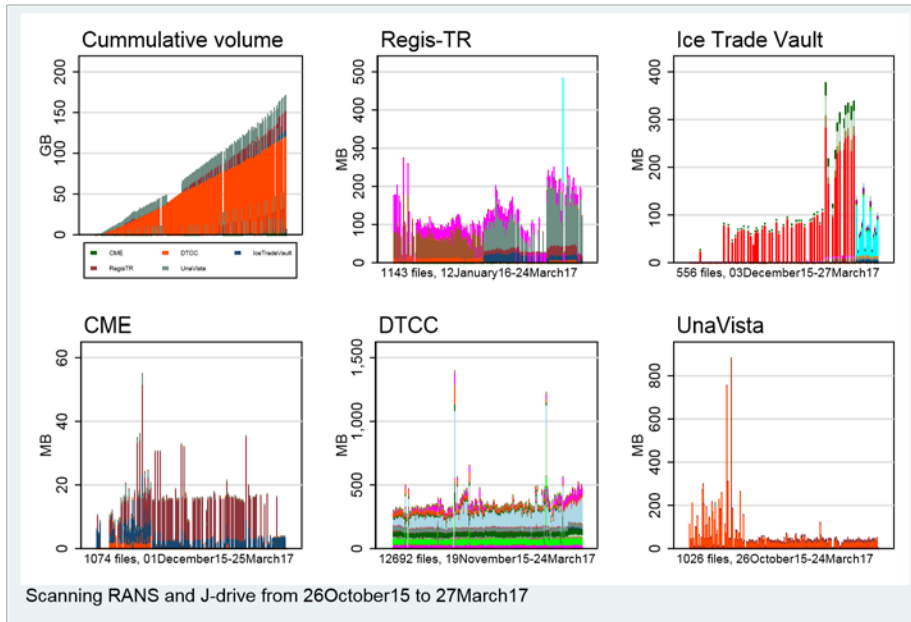 Cummulative volume
Regis-TR
Ice Trade Vault
200
150
100
50
0
GB
CME
DTCC
IceTradeVault
RegisTR
UnaVista
500
400
300
200
100
0
MB
1143 files, 12January16-24March17
400
300
200
100
0
MB
556 files, 03December15-27March17
CME
DTCC
UnaVista
60
40
20
0
MB
1074 files, 01December15-25March17
1,500
1,000
500
0
MB
12692 files, 19November15-24March17
800
600
400
200
0
MB
1026 files, 26October15-24March17
Scanning RANS and J-drive from 26October15 to 27March17